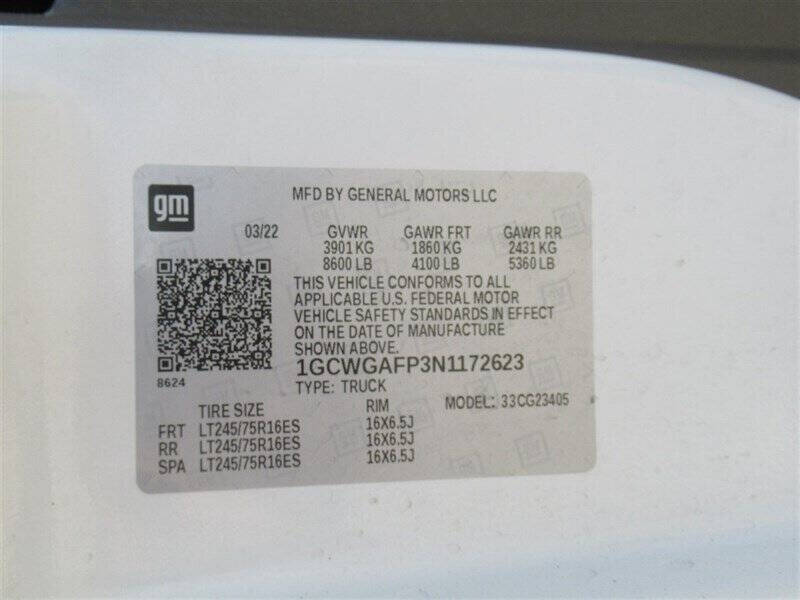 gm
MFD BY GENERAL MOTORS LLC
03/22 GVWR GAWR FRT GAWR RR
3901 KG 1860 KG 2431 KG
8600 LB 4100 LB 5360 LB
THIS VEHICLE CONFORMS TO ALL
APPLICABLE U.S. FEDERAL MOTOR
VEHICLE SAFETY STANDARDS IN EFFECT
ON THE DATE OF MANUFACTURE
SHOWN ABOVE.
1GCWGAFP3N1172623
8624
TYPE: TRUCK
TIRE SIZE RIM MODEL: 33CG23405
FRT LT245/75R16ES 16X6.5J
RR LT245/75R16ES 16X6.5J
SPA LT245/75R16ES 16X6.5J